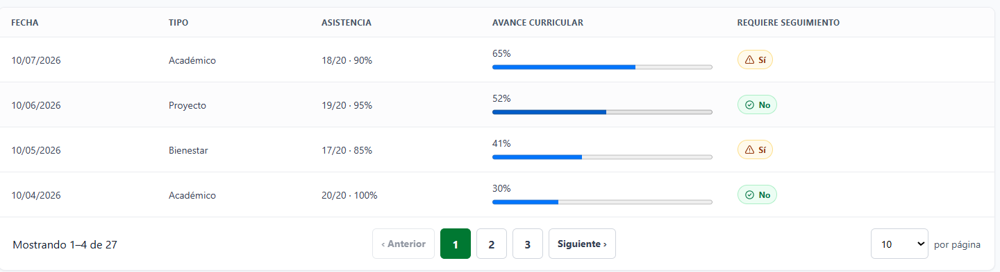 FECHA TIPO ASISTENCIA AVANCE CURRICULAR REQUIERE SEGUIMIENTO
10/07/2026 Académico 18/20 · 90% 65% Sí
10/06/2026 Proyecto 19/20 · 95% 52% No
10/05/2026 Bienestar 17/20 · 85% 41% Sí
10/04/2026 Académico 20/20 · 100% 30% No
Mostrando 1–4 de 27 ‹ Anterior 1 2 3 Siguiente › 10 por página